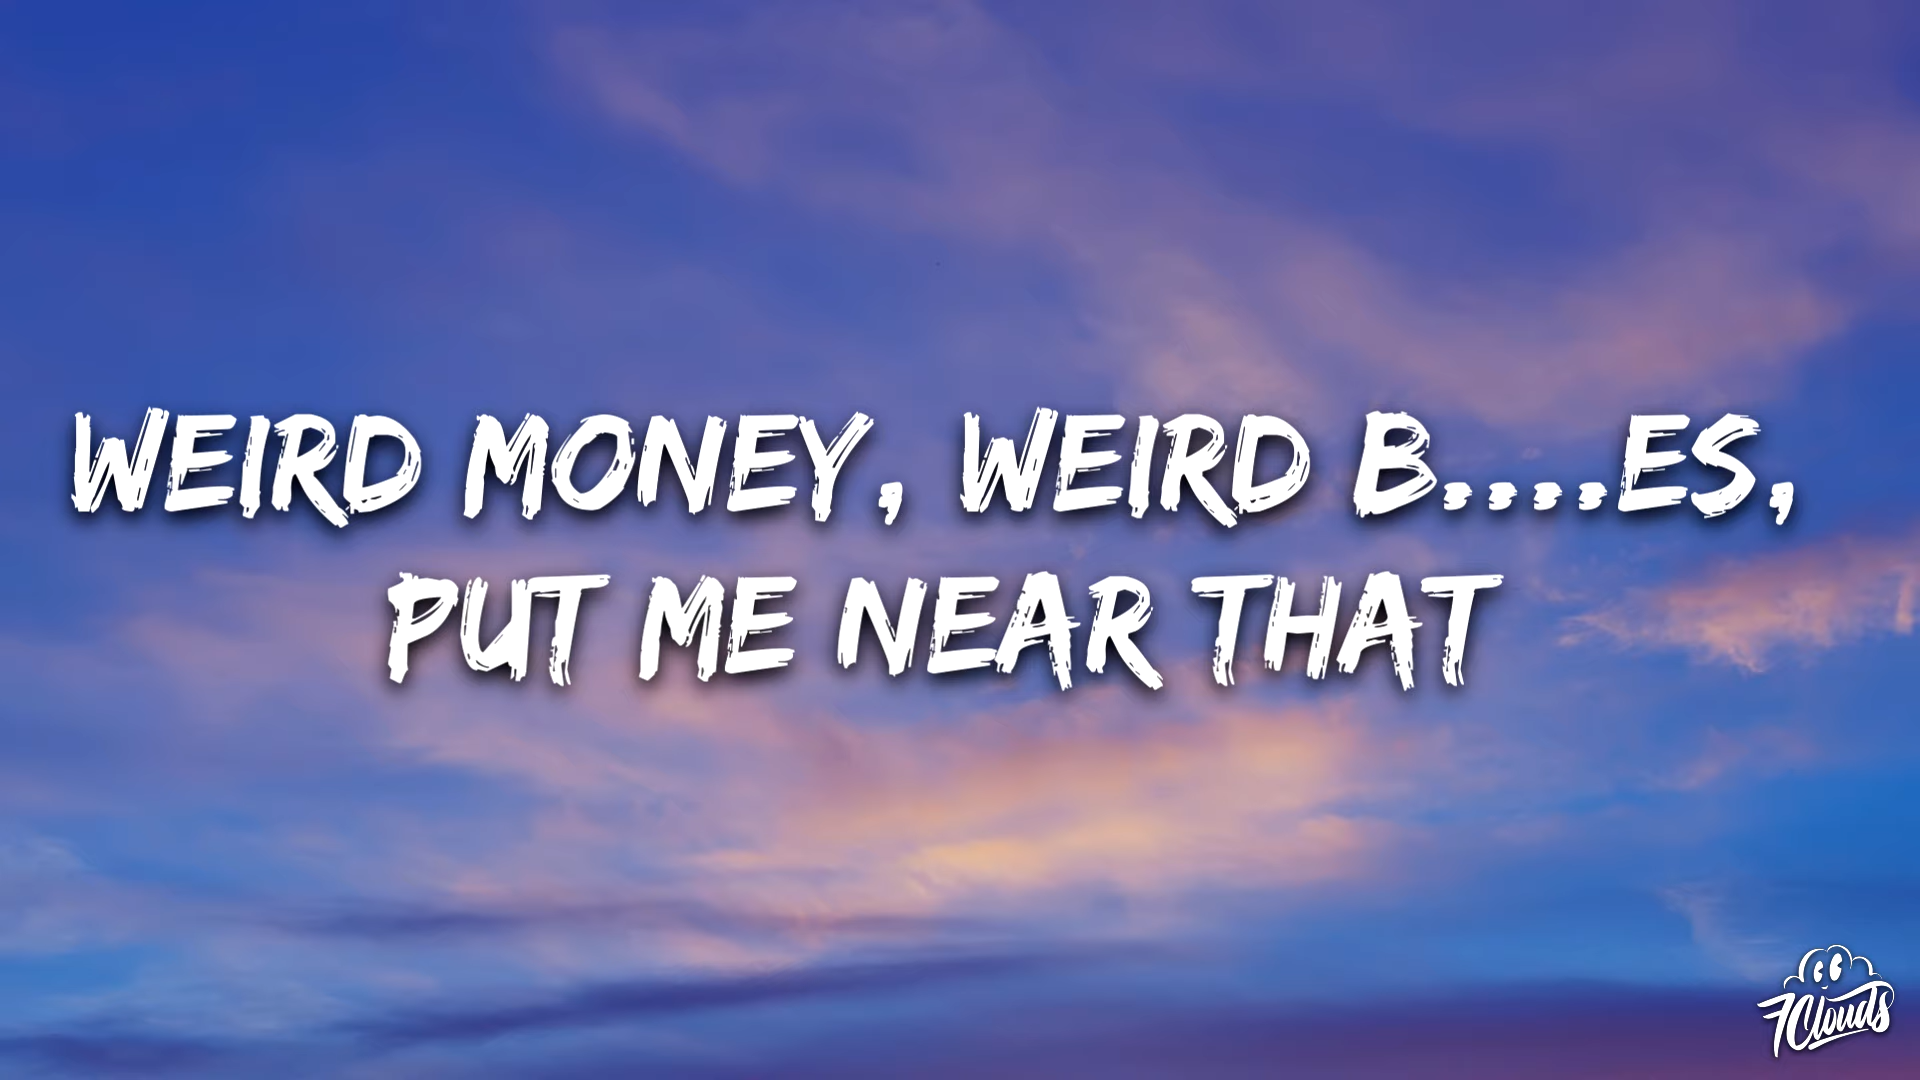 WEIRD MONEY, WEIRD B....ES,
PUT ME NEAR THAT
7Clouds